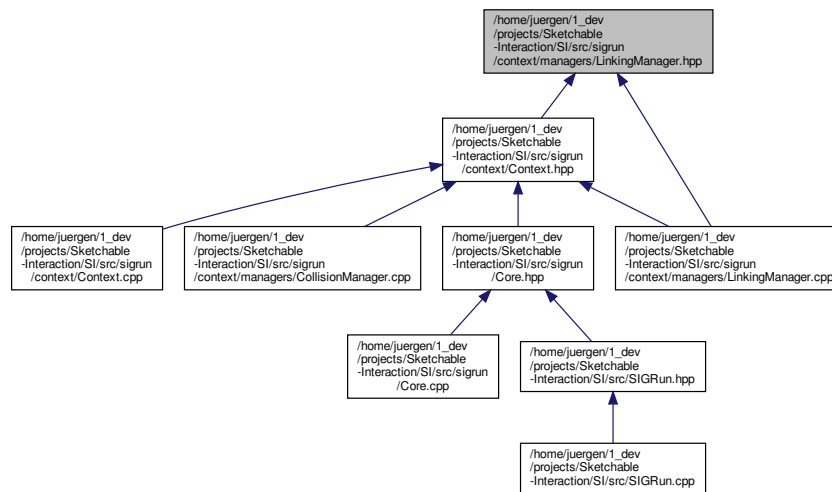 /home/juergen/1_dev
/projects/Sketchable
-Interaction/SI/src/sigrun
/context/managers/LinkingManager.hpp
/home/juergen/1_dev
/projects/Sketchable
-Interaction/SI/src/sigrun
/context/Context.hpp
/home/juergen/1_dev
/projects/Sketchable
-Interaction/SI/src/sigrun
/context/Context.cpp
/home/juergen/1_dev
/projects/Sketchable
-Interaction/SI/src/sigrun
/context/managers/CollisionManager.cpp
/home/juergen/1_dev
/projects/Sketchable
-Interaction/SI/src/sigrun
/Core.hpp
/home/juergen/1_dev
/projects/Sketchable
-Interaction/SI/src/sigrun
/context/managers/LinkingManager.cpp
/home/juergen/1_dev
/projects/Sketchable
-Interaction/SI/src/sigrun
/Core.cpp
/home/juergen/1_dev
/projects/Sketchable
-Interaction/SI/src/SIGRun.hpp
/home/juergen/1_dev
/projects/Sketchable
-Interaction/SI/src/SIGRun.cpp